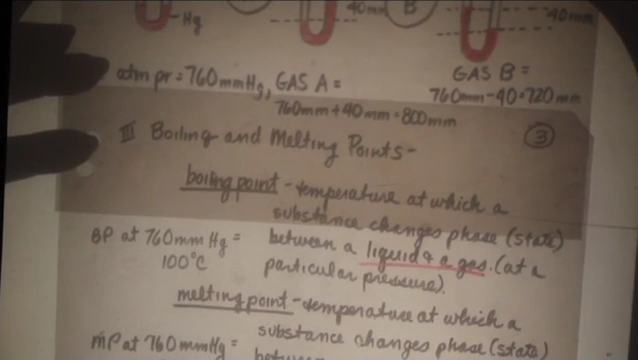 Hg
40mm
B
40mm
atm pr = 760mmHg, GAS A =
760mm + 40mm = 800mm
GAS B =
760mm - 40 = 720mm
III Boiling and Melting Points -
3
boiling point - temperature at which a
substance changes phase (state)
BP at 760mm Hg = between a liquid & a gas. (at a
100°C particular pressure).
melting point - temperature at which a
substance changes phase (state)
MP at 760mmHg = between